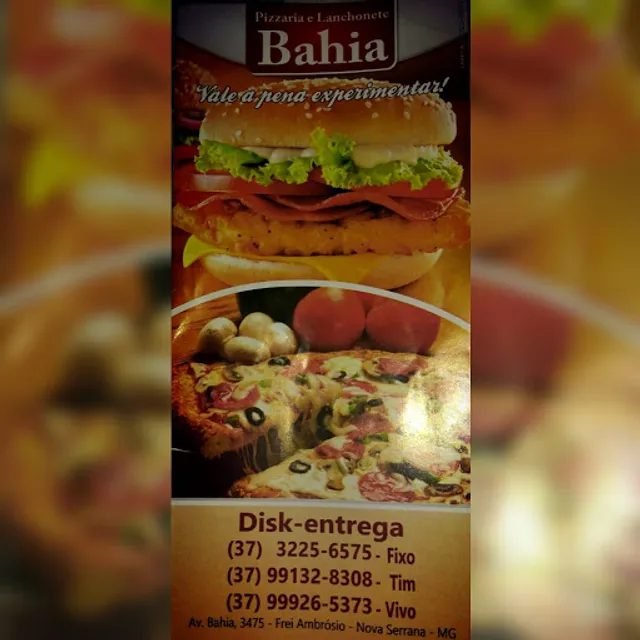 Pizzaria e Lanchonete
Bahia
Vale a pena experimentar!
Disk-entrega
(37) 3225-6575 - Fixo
(37) 99132-8308 - Tim
(37) 99926-5373 - Vivo
Av. Bahia, 3475 - Frei Ambrósio - Nova Serrana - MG